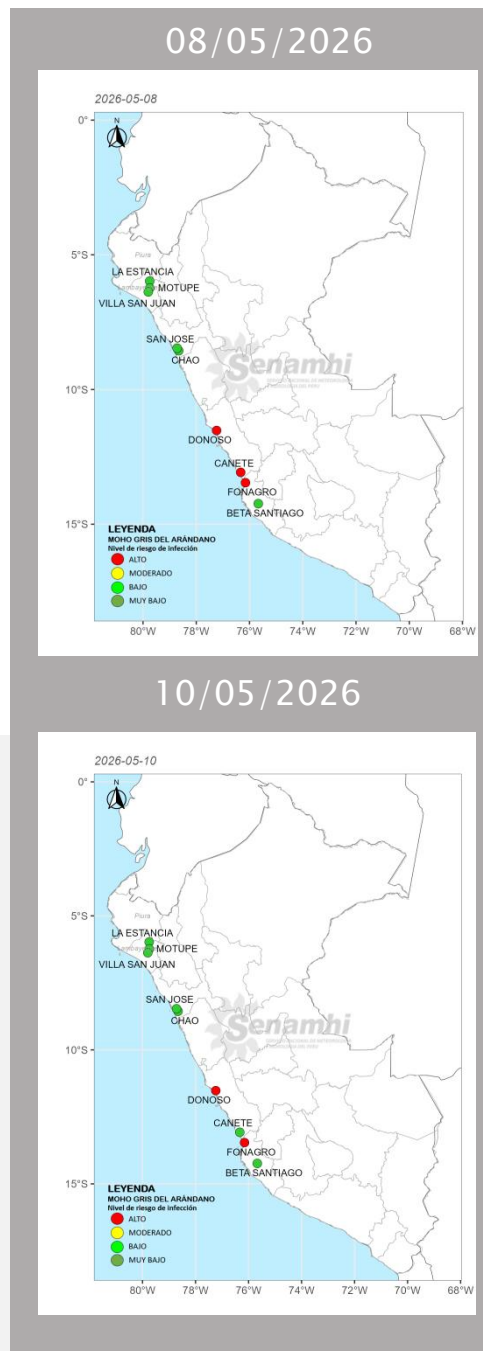 08/05/2026
2026-05-08
N
0°
5°S
10°S
15°S
Piura
LA ESTANCIA
MOTUPE
VILLA SAN JUAN
SAN JOSE
CHAO
Senamhi
DONOSO
CANETE
FONAGRO
BETA SANTIAGO
LEYENDA
MOHO GRIS DEL ARÁNDANO
Nivel de riesgo de infección
ALTO
MODERADO
BAJO
MUY BAJO
80°W 78°W 76°W 74°W 72°W 70°W 68°W
10/05/2026
2026-05-10
N
0°
5°S
10°S
15°S
Piura
LA ESTANCIA
MOTUPE
VILLA SAN JUAN
SAN JOSE
CHAO
Senamhi
DONOSO
CANETE
FONAGRO
BETA SANTIAGO
LEYENDA
MOHO GRIS DEL ARÁNDANO
Nivel de riesgo de infección
ALTO
MODERADO
BAJO
MUY BAJO
80°W 78°W 76°W 74°W 72°W 70°W 68°W